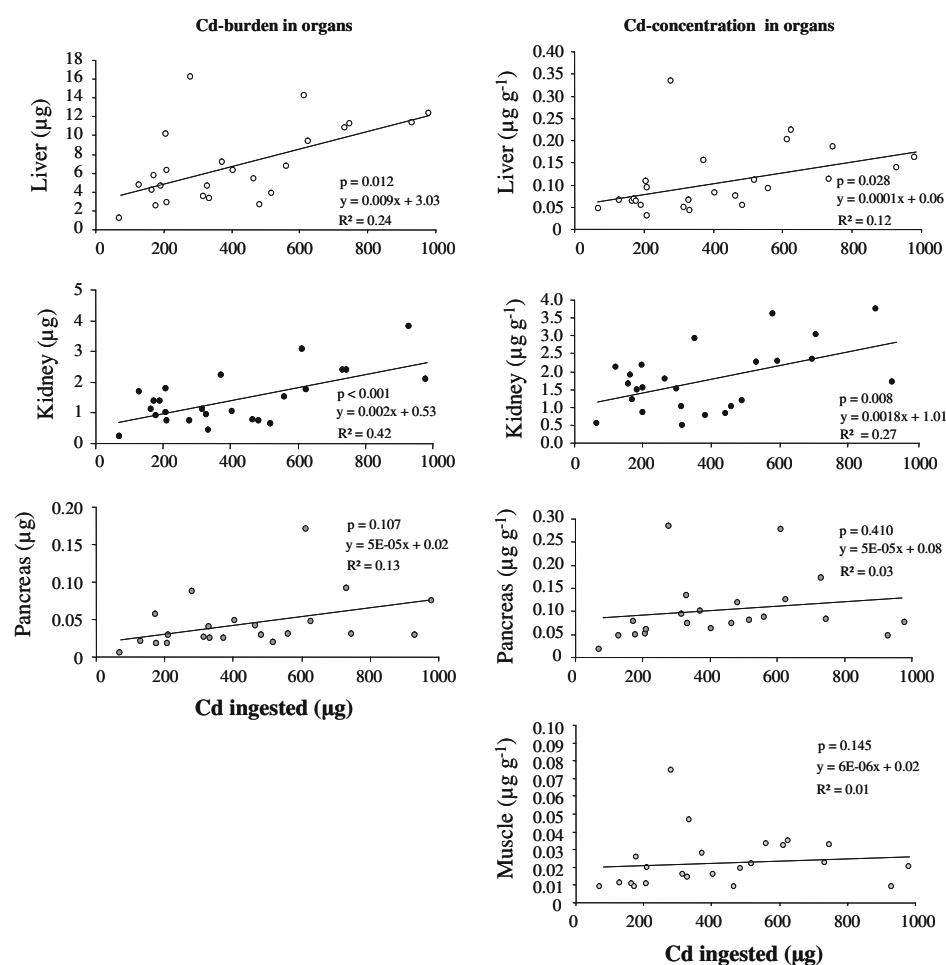 Cd-burden in organs
Liver (µg)
18
16
14
12
10
8
6
4
2
0
0 200 400 600 800 1000
p = 0.012
y = 0.009x + 3.03
R² = 0.24
Kidney (µg)
5
4
3
2
1
0
0 200 400 600 800 1000
p < 0.001
y = 0.002x + 0.53
R² = 0.42
Pancreas (µg)
0.20
0.15
0.10
0.05
0
0 200 400 600 800 1000
p = 0.107
y = 5E-05x + 0.02
R² = 0.13
Cd ingested (µg)
Cd-concentration in organs
Liver (µg g⁻¹)
0.40
0.35
0.30
0.25
0.20
0.15
0.10
0.05
0
0 200 400 600 800 1000
p = 0.028
y = 0.0001x + 0.06
R² = 0.12
Kidney (µg g⁻¹)
4.0
3.5
3.0
2.5
2.0
1.5
1.0
0.5
0.0
0 200 400 600 800 1000
p = 0.008
y = 0.0018x + 1.01
R² = 0.27
Pancreas (µg g⁻¹)
0.30
0.25
0.20
0.15
0.10
0.05
0
0 200 400 600 800 1000
p = 0.410
y = 5E-05x + 0.08
R² = 0.03
Muscle (µg g⁻¹)
0.10
0.09
0.08
0.07
0.06
0.05
0.04
0.03
0.02
0.01
0
0 200 400 600 800 1000
p = 0.145
y = 6E-06x + 0.02
R² = 0.01
Cd ingested (µg)